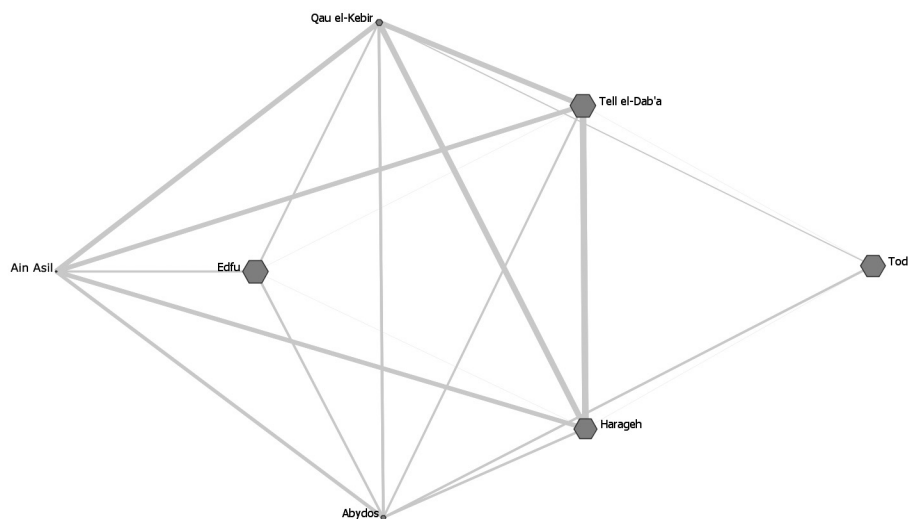 Qau el-Kebir
Tell el-Dab'a
Tod
Ain Asil
Edfu
Harageh
Abydos